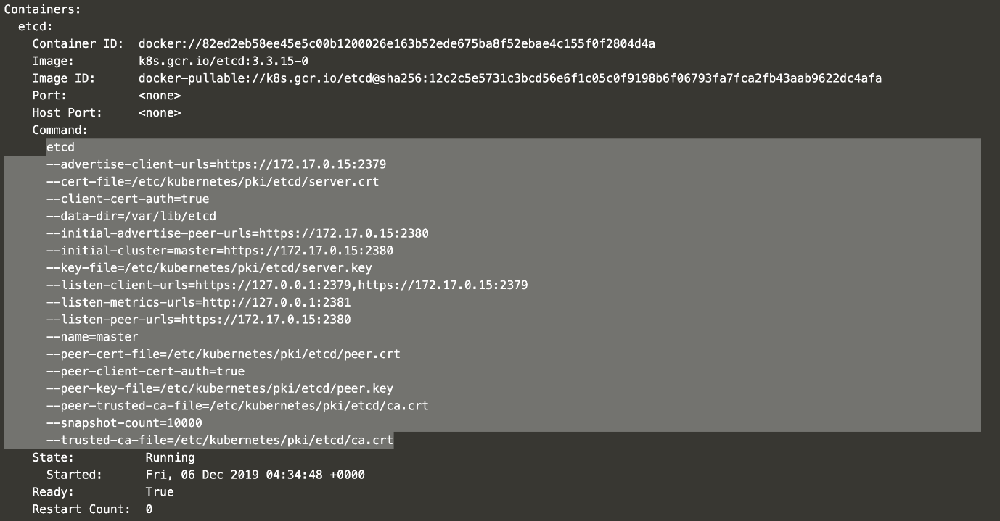 Containers:
etcd:
Container ID: docker://82ed2eb58ee45e5c00b1200026e163b52ede675ba8f52ebae4c155f0f2804d4a
Image: k8s.gcr.io/etcd:3.3.15-0
Image ID: docker-pullable://k8s.gcr.io/etcd@sha256:12c2c5e5731c3bcd56e6f1c05c0f9198b6f06793fa7fca2fb43aab9622dc4afa
Port: <none>
Host Port: <none>
Command:
etcd
--advertise-client-urls=https://172.17.0.15:2379
--cert-file=/etc/kubernetes/pki/etcd/server.crt
--client-cert-auth=true
--data-dir=/var/lib/etcd
--initial-advertise-peer-urls=https://172.17.0.15:2380
--initial-cluster=master=https://172.17.0.15:2380
--key-file=/etc/kubernetes/pki/etcd/server.key
--listen-client-urls=https://127.0.0.1:2379,https://172.17.0.15:2379
--listen-metrics-urls=http://127.0.0.1:2381
--listen-peer-urls=https://172.17.0.15:2380
--name=master
--peer-cert-file=/etc/kubernetes/pki/etcd/peer.crt
--peer-client-cert-auth=true
--peer-key-file=/etc/kubernetes/pki/etcd/peer.key
--peer-trusted-ca-file=/etc/kubernetes/pki/etcd/ca.crt
--snapshot-count=10000
--trusted-ca-file=/etc/kubernetes/pki/etcd/ca.crt
State: Running
Started: Fri, 06 Dec 2019 04:34:48 +0000
Ready: True
Restart Count: 0